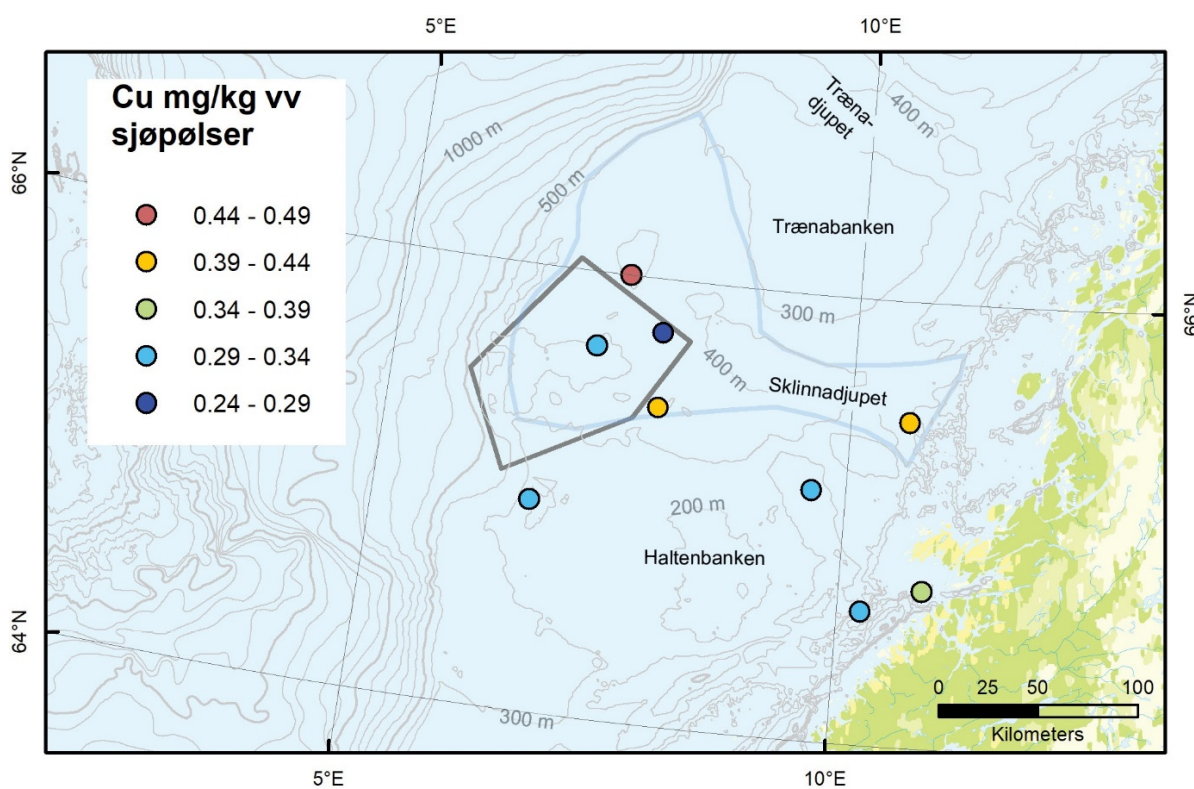 5°E
10°E
Cu mg/kg vv
sjøpølser
0.44 - 0.49
0.39 - 0.44
0.34 - 0.39
0.29 - 0.34
0.24 - 0.29
66°N
64°N
1000 m
500 m
Træna-
djupet
400 m
Trænabanken
300 m
66°N
400 m
Sklinnadjupet
200 m
Haltenbanken
300 m
0 25 50 100
Kilometers
64°N
5°E
10°E